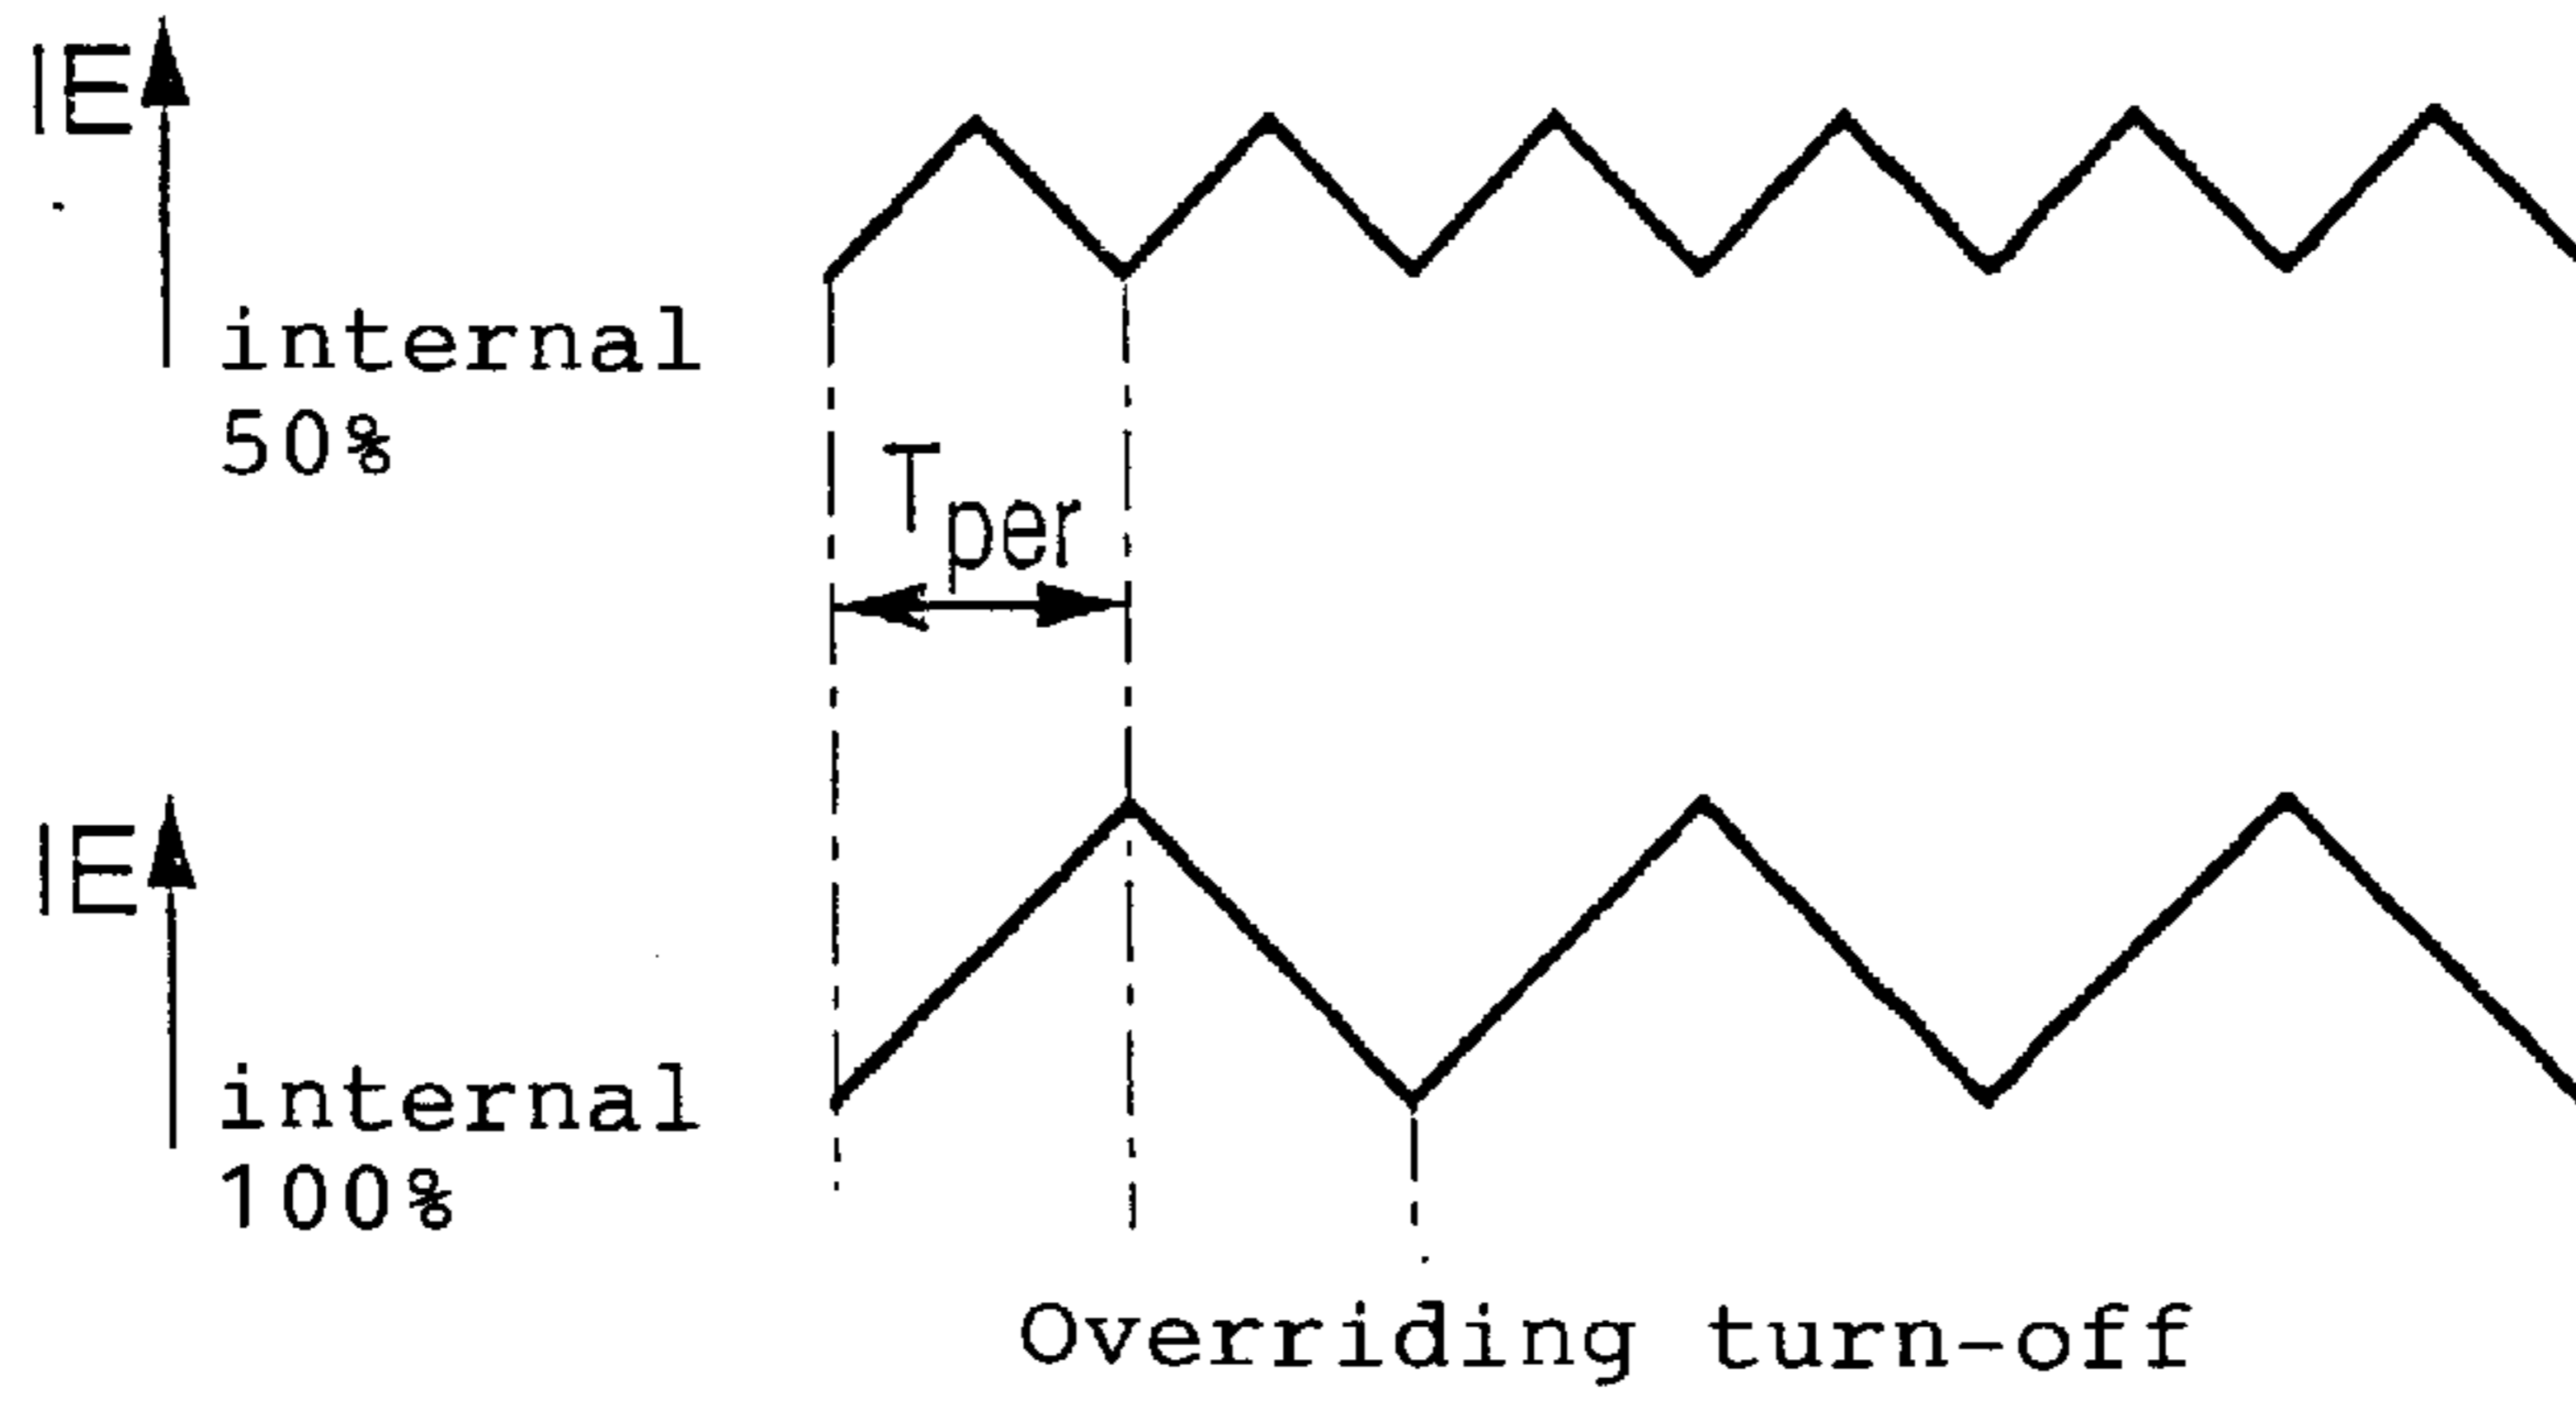 IE
internal
50%
Tper
IE
internal
100%
Overriding turn-off